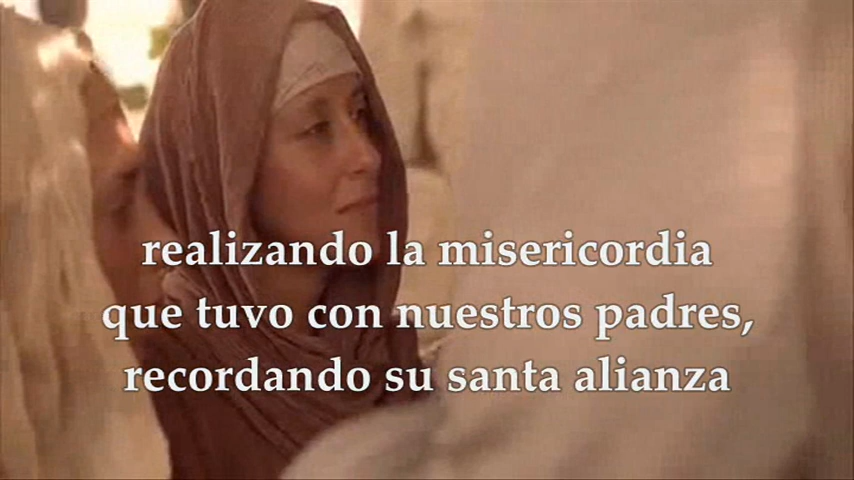 realizando la misericordia
que tuvo con nuestros padres,
recordando su santa alianza